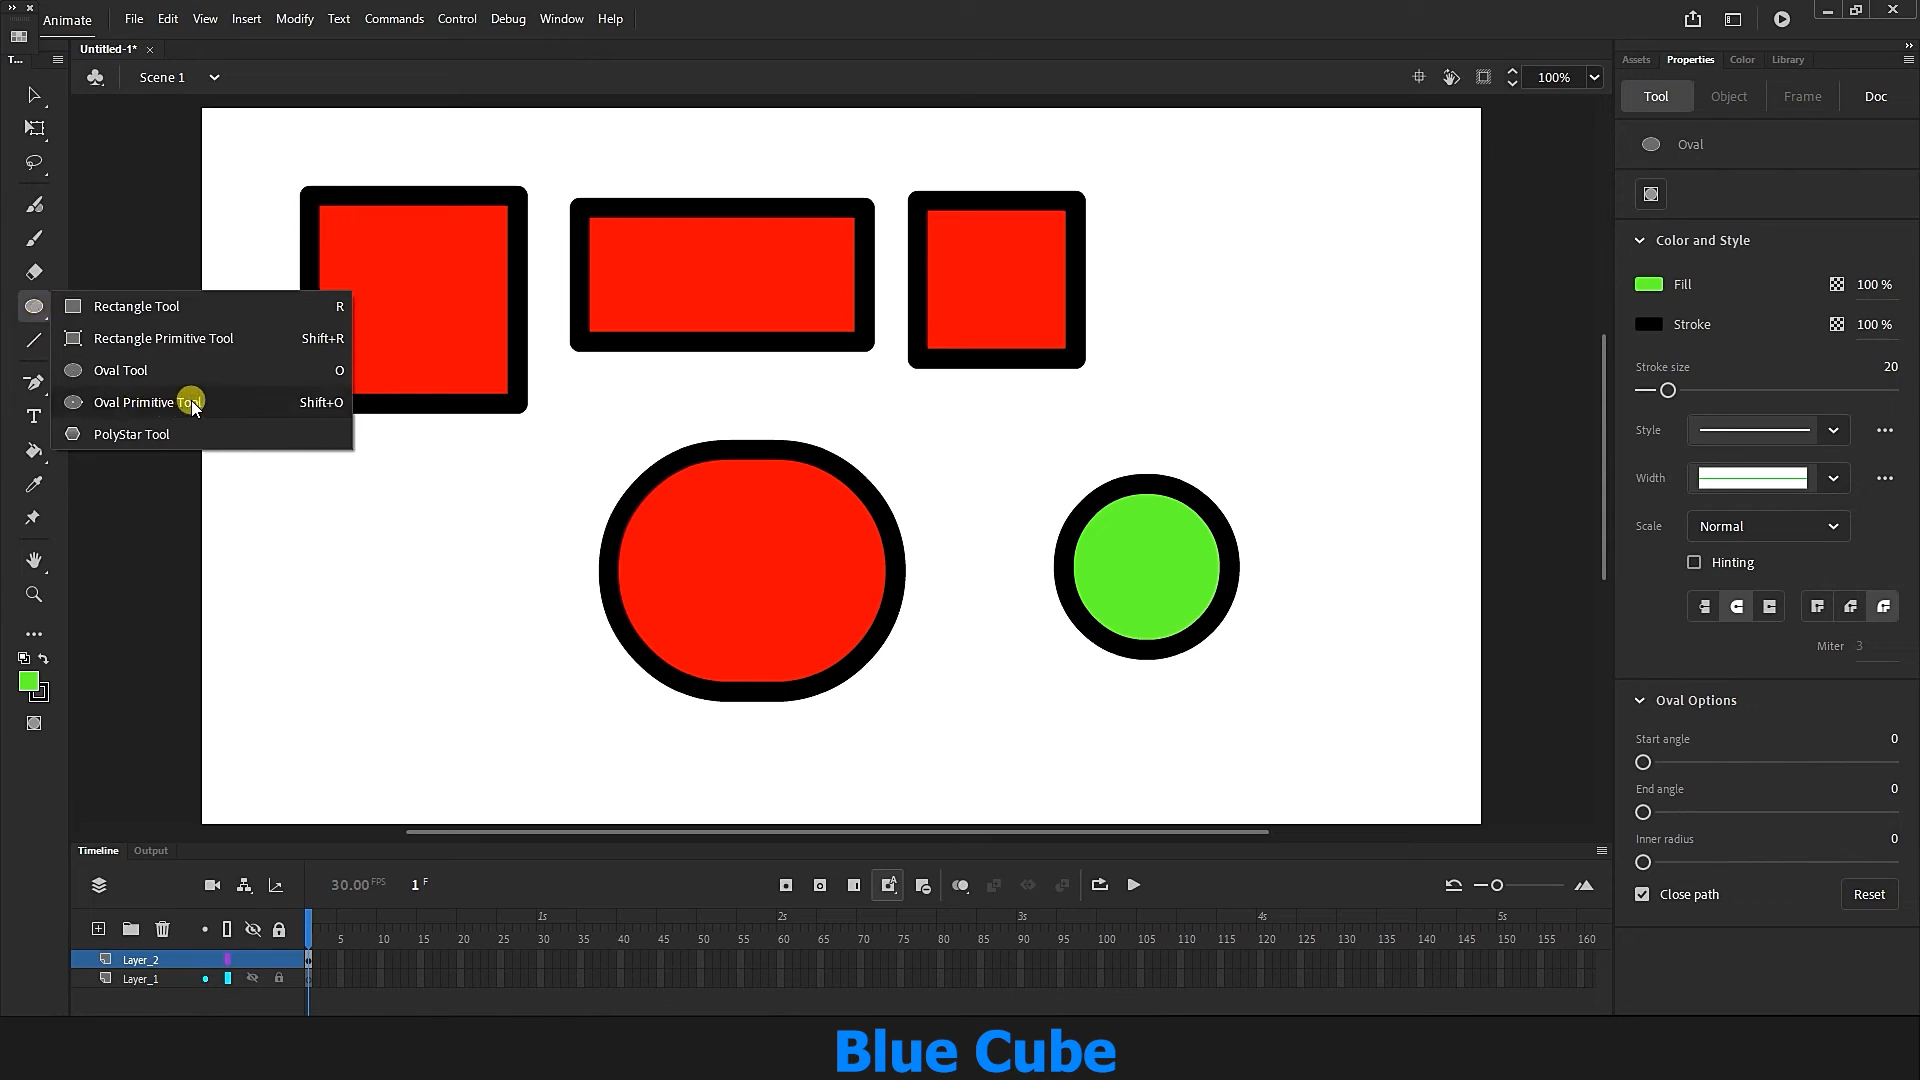 Animate File Edit View Insert Modify Text Commands Control Debug Window Help
Untitled-1*
T...
Scene 1
100%
Rectangle Tool R
Rectangle Primitive Tool Shift+R
Oval Tool O
Oval Primitive Tool Shift+O
PolyStar Tool
Assets Properties Color Library
Tool Object Frame Doc
Oval
Color and Style
Fill 100 %
Stroke 100 %
Stroke size 20
Style
Width
Scale Normal
Hinting
Miter 3
Oval Options
Start angle 0
End angle 0
Inner radius 0
Close path Reset
Timeline Output
30.00 FPS 1 F
1s 2s 3s 4s 5s
5 10 15 20 25 30 35 40 45 50 55 60 65 70 75 80 85 90 95 100 105 110 115 120 125 130 135 140 145 150 155 160
Layer_2
Layer_1
Blue Cube